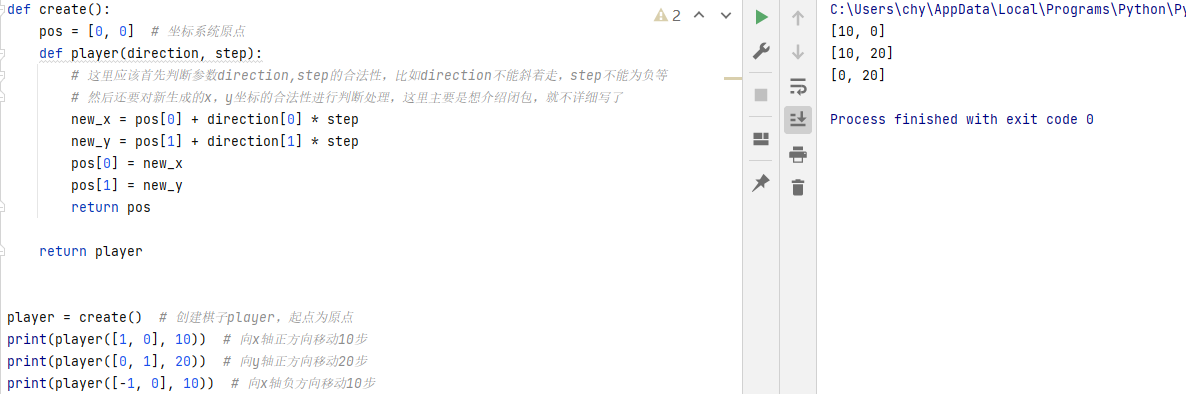 def create():
    pos = [0, 0]  # 坐标系统原点
    def player(direction, step):
        # 这里应该首先判断参数direction,step的合法性，比如direction不能斜着走，step不能为负等
        # 然后还要对新生成的x，y坐标的合法性进行判断处理，这里主要是想介绍闭包，就不详细写了
        new_x = pos[0] + direction[0] * step
        new_y = pos[1] + direction[1] * step
        pos[0] = new_x
        pos[1] = new_y
        return pos
    return player
player = create()  # 创建棋子player，起点为原点
print(player([1, 0], 10))  # 向x轴正方向移动10步
print(player([0, 1], 20))  # 向y轴正方向移动20步
print(player([-1, 0], 10))  # 向x轴负方向移动10步
2
C:\Users\chy\AppData\Local\Programs\Python\Py
[10, 0]
[10, 20]
[0, 20]
Process finished with exit code 0